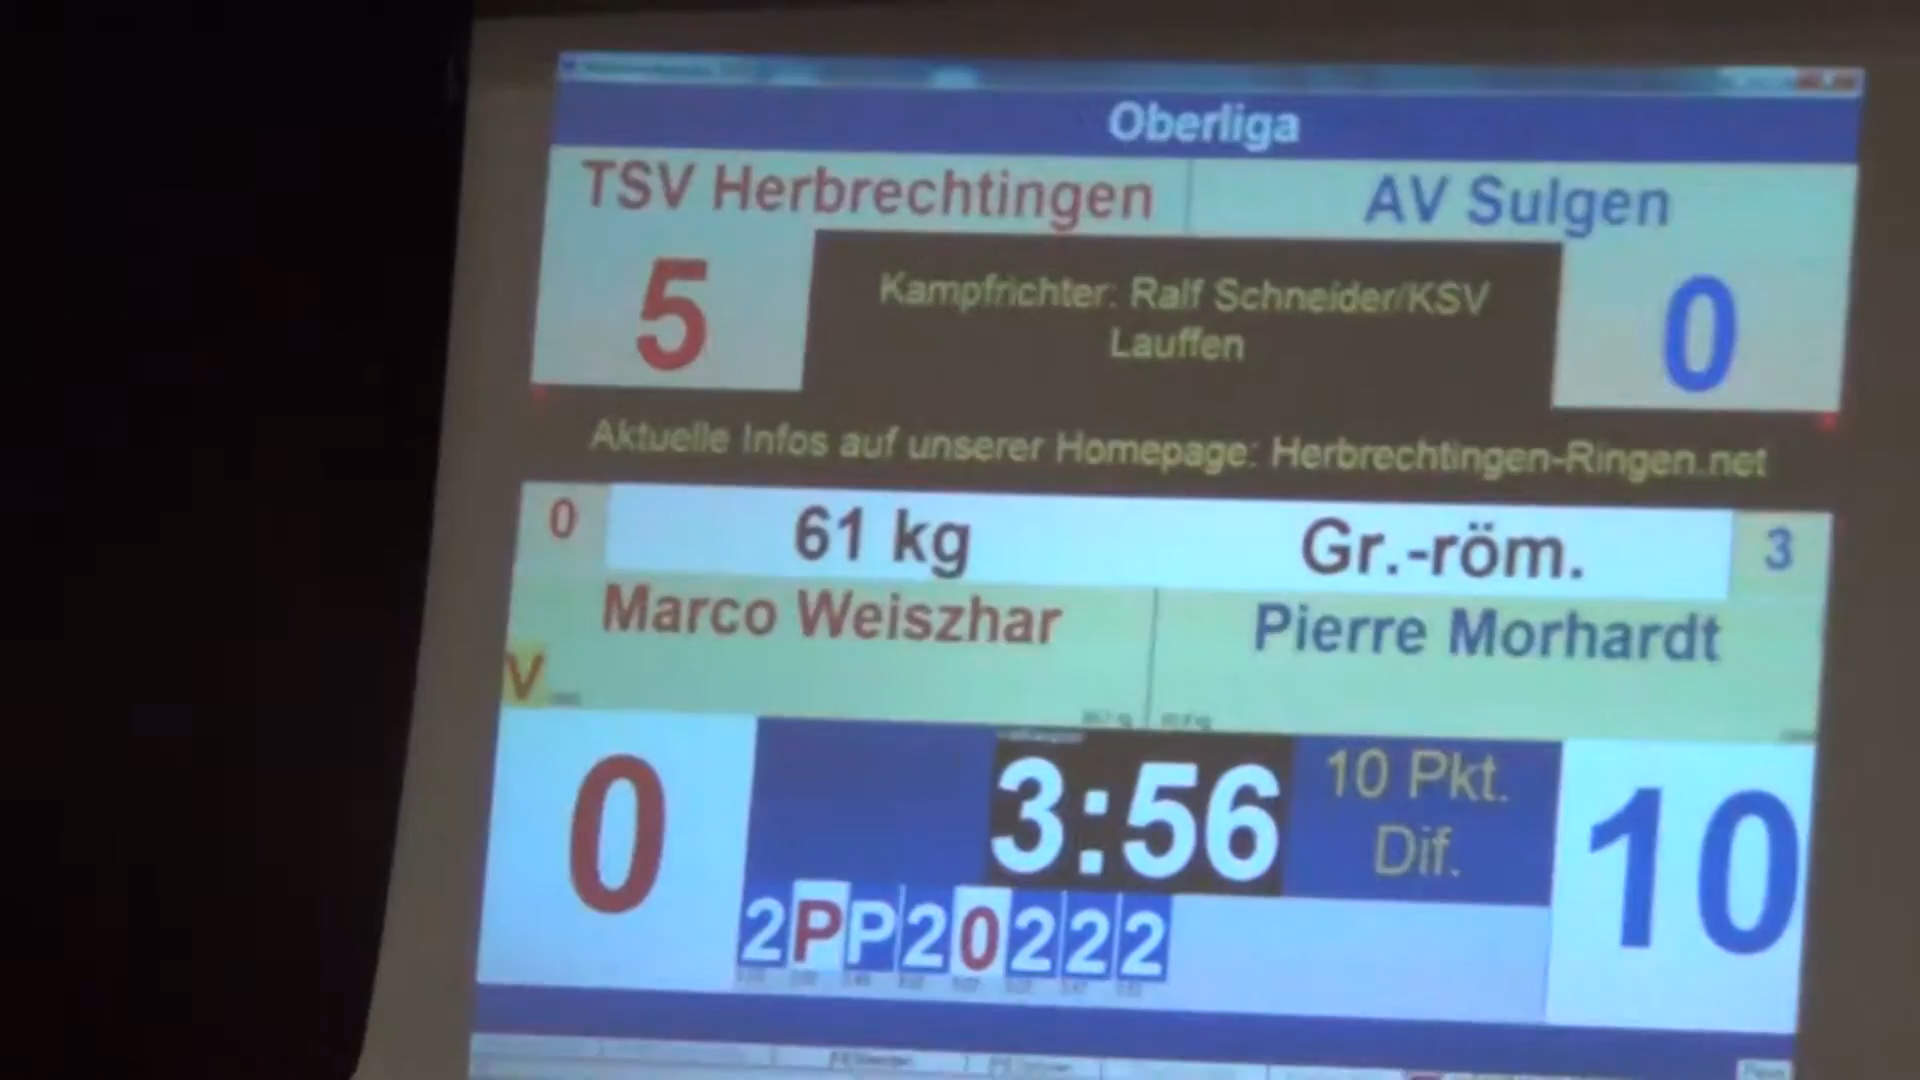 Oberliga
TSV Herbrechtingen
AV Sulgen
5
Kampfrichter: Ralf Schneider/KSV
Lauffen
0
Aktuelle Infos auf unserer Homepage: Herbrechtingen-Ringen.net
0
61 kg
Gr.-röm.
3
Marco Weiszhar
Pierre Morhardt
V
0
3:56
10 Pkt.
Dif.
10
2PP20222